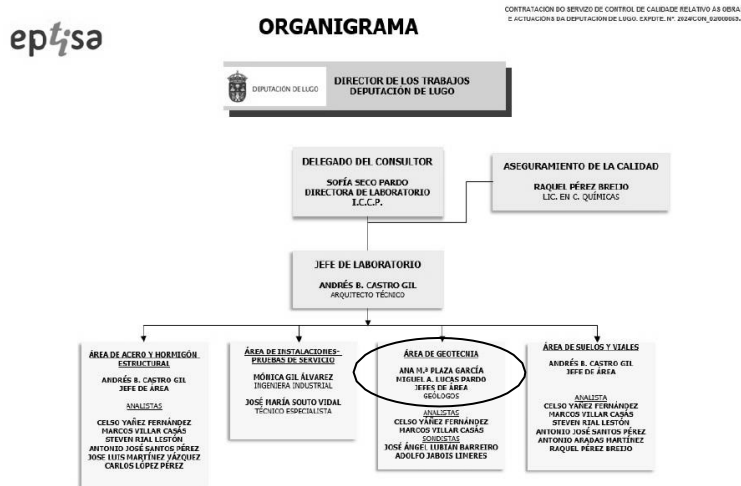 eptisa
ORGANIGRAMA
CONTRATACIÓN DO SERVIZO DE CONTROL DE CALIDADE RELATIVO ÁS OBRA
E ACTUACIÓNS DA DEPUTACIÓN DE LUGO. EXPDTE. Nº. 2024/CON_02/000063.
DEPUTACIÓN DE LUGO
DIRECTOR DE LOS TRABAJOS
DEPUTACIÓN DE LUGO
DELEGADO DEL CONSULTOR
SOFÍA SECO PARDO
DIRECTORA DE LABORATORIO
I.C.C.P.
ASEGURAMIENTO DE LA CALIDAD
RAQUEL PÉREZ BREIJO
LIC. EN C. QUÍMICAS
JEFE DE LABORATORIO
ANDRÉS B. CASTRO GIL
ARQUITECTO TÉCNICO
ÁREA DE ACERO Y HORMIGÓN
ESTRUCTURAL
ANDRÉS B. CASTRO GIL
JEFE DE ÁREA
ANALISTAS
CELSO YAÑEZ FERNÁNDEZ
MARCOS VILLAR CASÁS
STEVEN RIAL LESTÓN
ANTONIO JOSÉ SANTOS PÉREZ
JOSE LUIS MARTÍNEZ VÁZQUEZ
CARLOS LÓPEZ PÉREZ
ÁREA DE INSTALACIONES-
PRUEBAS DE SERVICIO
MÓNICA GIL ÁLVAREZ
INGENIERA INDUSTRIAL
JOSÉ MARÍA SOUTO VIDAL
TÉCNICO ESPECIALISTA
ÁREA DE GEOTECNIA
ANA M.ª PLAZA GARCÍA
MIGUEL A. LUCAS PARDO
JEFES DE ÁREA
GEÓLOGOS
ANALISTAS
CELSO YÁÑEZ FERNÁNDEZ
MARCOS VILLAR CASÁS
SONDISTAS
JOSÉ ÁNGEL LUBIÁN BARREIRO
ADOLFO JABOIS LIMERES
ÁREA DE SUELOS Y VIALES
ANDRÉS B. CASTRO GIL
JEFE DE ÁREA
ANALISTA
CELSO YAÑEZ FERNÁNDEZ
MARCOS VILLAR CASÁS
STEVEN RIAL LESTÓN
ANTONIO JOSÉ SANTOS PÉREZ
ANTONIO ARADAS MARTÍNEZ
RAQUEL PÉREZ BREIJO